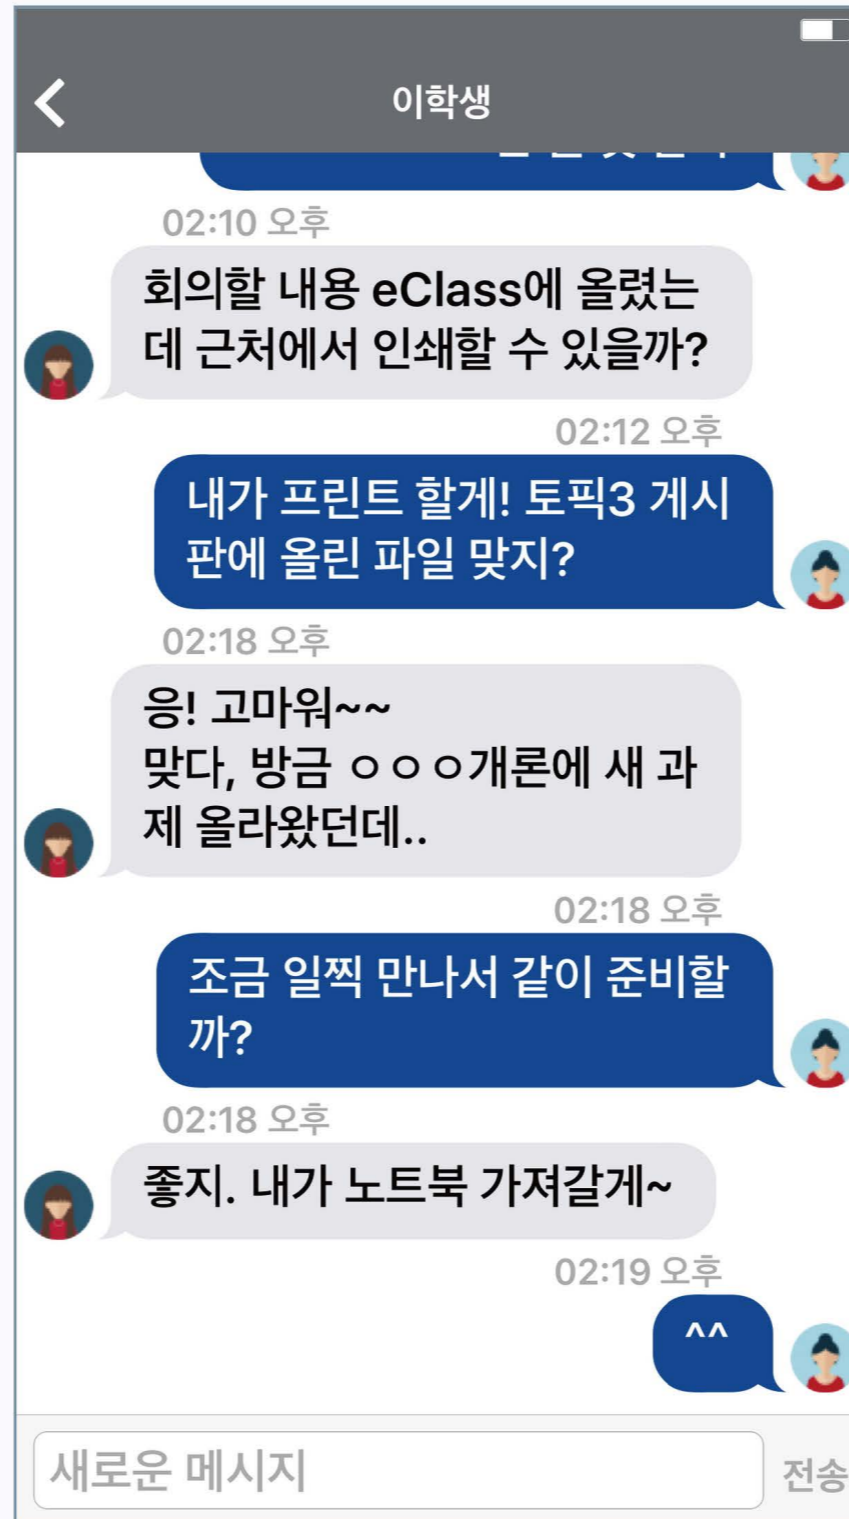 이학생
02:10 오후
회의할 내용 eClass에 올렸는
데 근처에서 인쇄할 수 있을까?
02:12 오후
내가 프린트 할게! 토픽3 게시
판에 올린 파일 맞지?
02:18 오후
응! 고마워~~
맞다, 방금 ㅇㅇㅇ개론에 새 과
제 올라왔던데..
02:18 오후
조금 일찍 만나서 같이 준비할
까?
02:18 오후
좋지. 내가 노트북 가져갈게~
02:19 오후
^^
새로운 메시지
전송